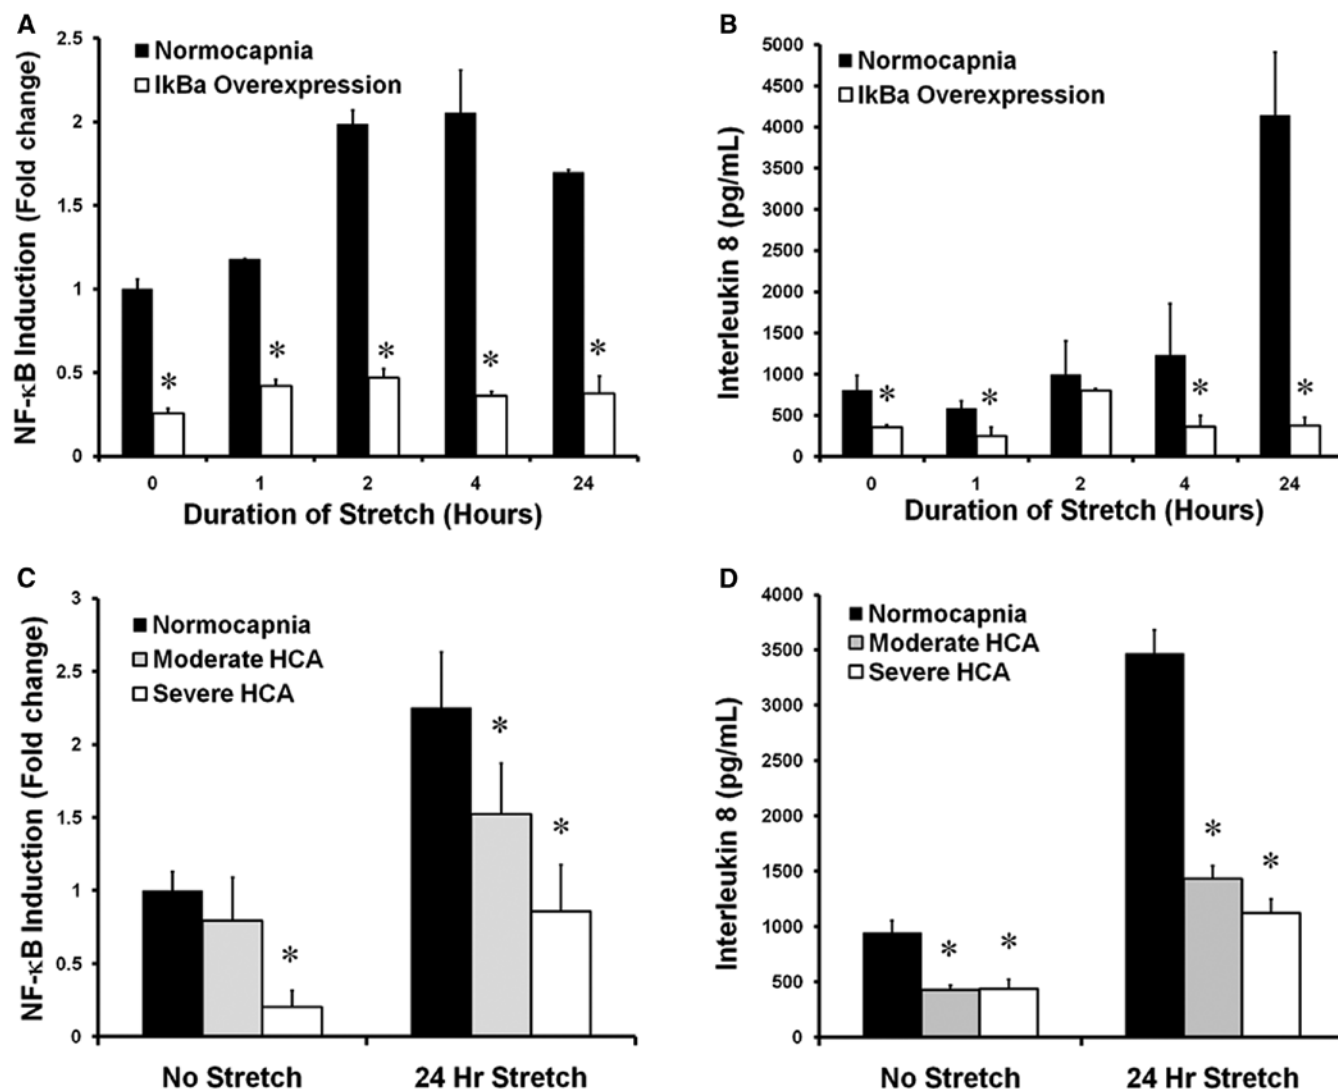 A
NF-κB Induction (Fold change)
2.5
2
1.5
1
0.5
0
Normocapnia
IkBa Overexpression
*
*
*
*
*
0 1 2 4 24
Duration of Stretch (Hours)
B
Interleukin 8 (pg/mL)
5000
4500
4000
3500
3000
2500
2000
1500
1000
500
0
Normocapnia
IkBa Overexpression
*
*
*
*
0 1 2 4 24
Duration of Stretch (Hours)
C
NF-κB Induction (Fold change)
3
2.5
2
1.5
1
0.5
0
Normocapnia
Moderate HCA
Severe HCA
*
*
*
No Stretch 24 Hr Stretch
D
Interleukin 8 (pg/mL)
4000
3500
3000
2500
2000
1500
1000
500
0
Normocapnia
Moderate HCA
Severe HCA
*
*
*
*
No Stretch 24 Hr Stretch